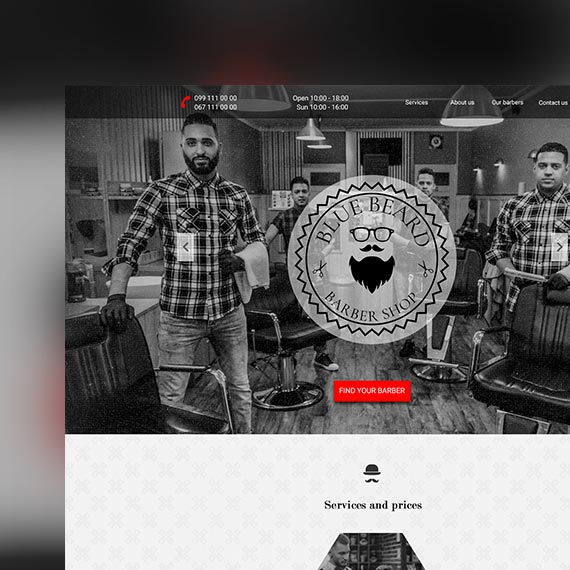 099 111 00 00
067 111 00 00
Open 10:00 - 18:00
Sun 10:00 - 16:00
Services
About us
Our barbers
Contact us
BLUE BEARD
BARBER SHOP
FIND YOUR BARBER
Services and prices